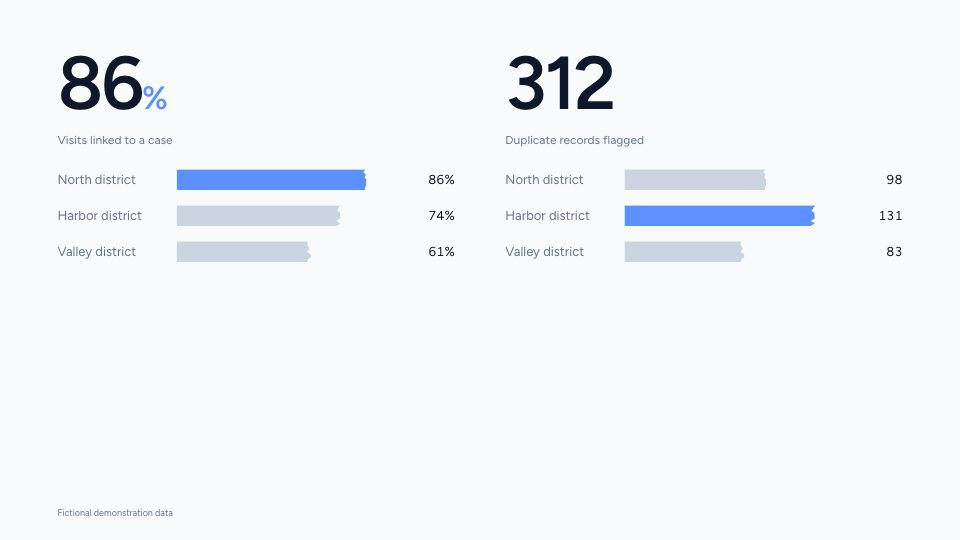 86%
Visits linked to a case
North district 86%
Harbor district 74%
Valley district 61%
312
Duplicate records flagged
North district 98
Harbor district 131
Valley district 83
Fictional demonstration data